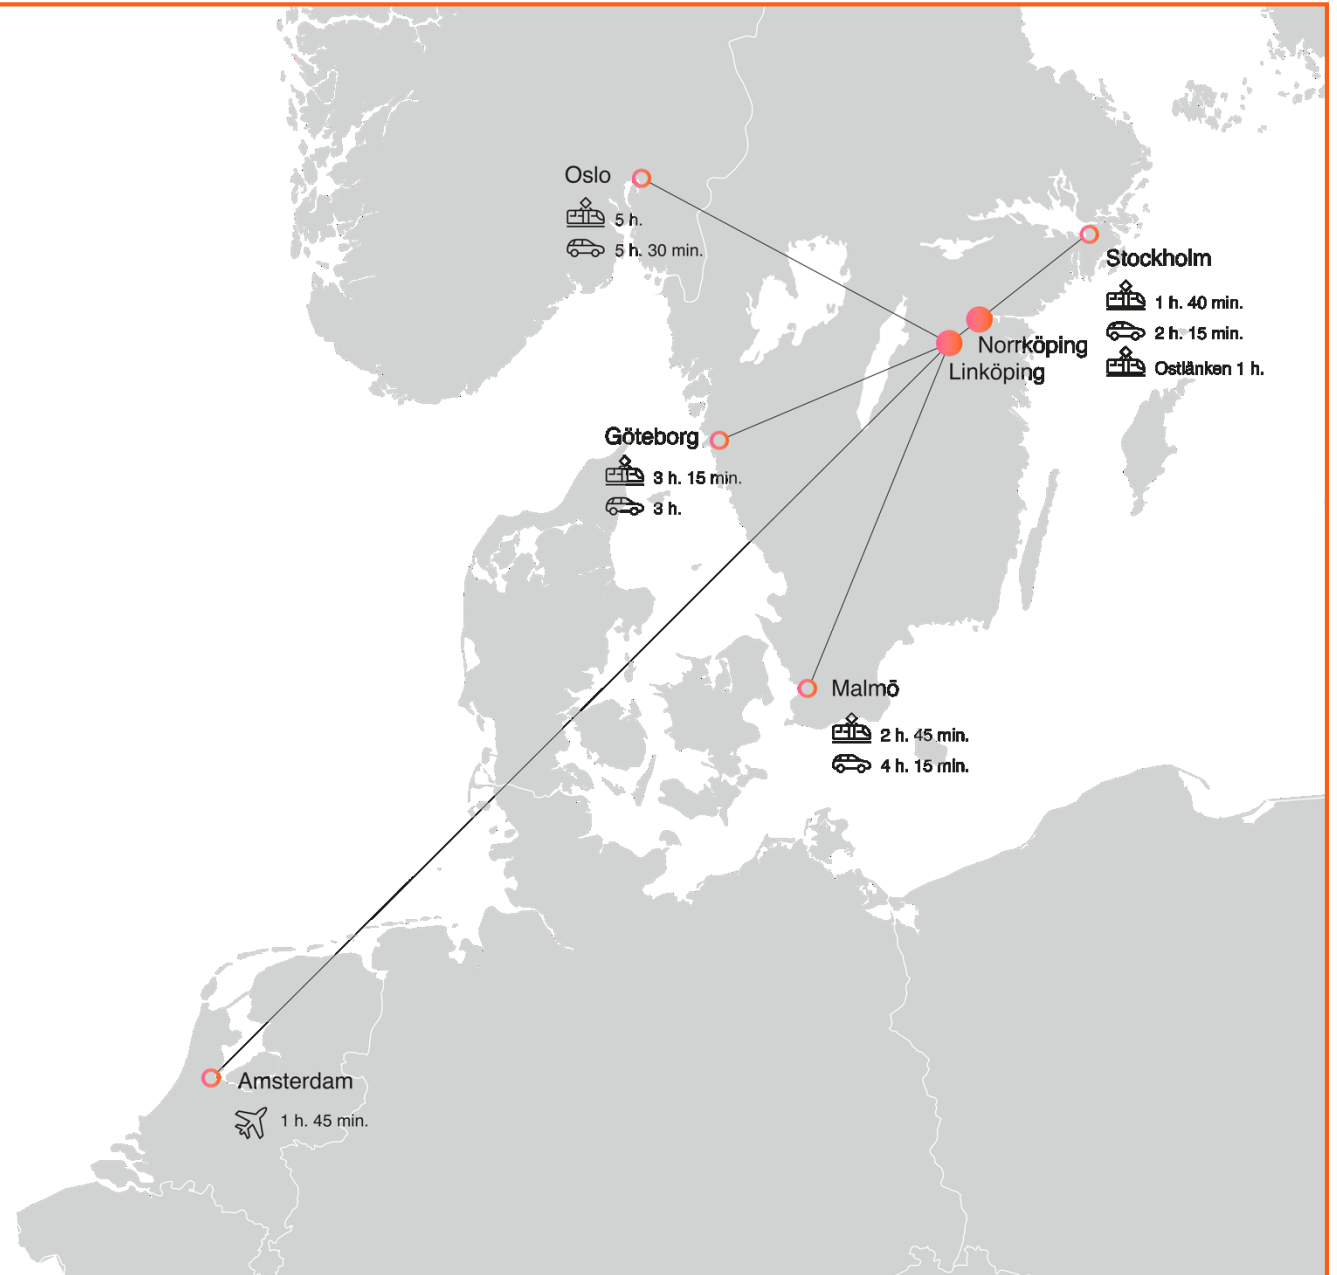 Oslo
5 h.
5 h. 30 min.
Stockholm
1 h. 40 min.
2 h. 15 min.
Ostlänken 1 h.
Norrköping
Linköping
Göteborg
3 h. 15 min.
3 h.
Malmö
2 h. 45 min.
4 h. 15 min.
Amsterdam
1 h. 45 min.